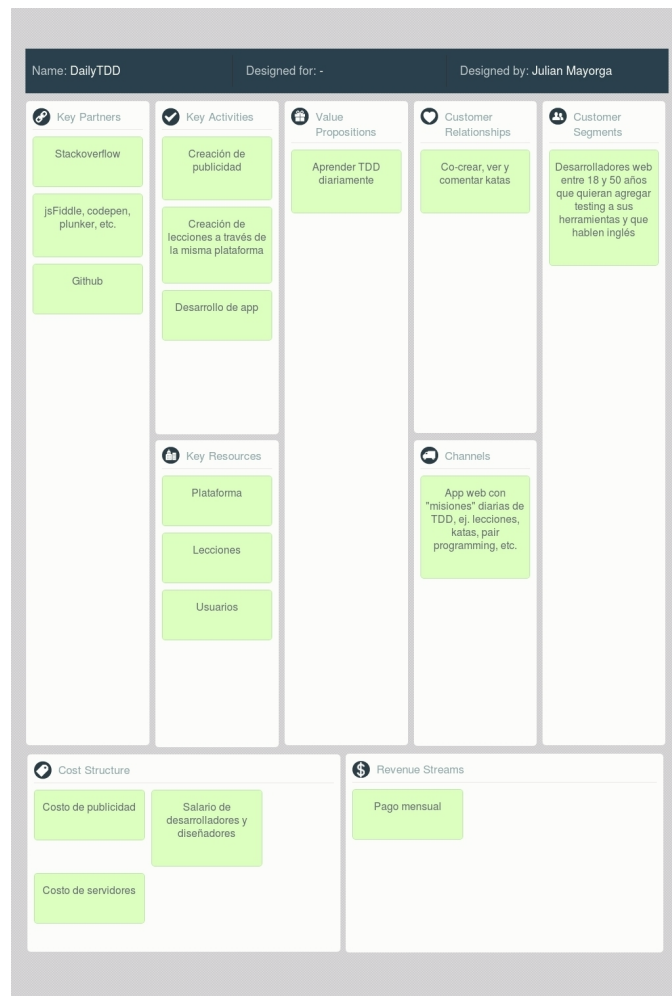 Name: DailyTDD
Designed for: -
Designed by: Julian Mayorga
Key Partners
Stackoverflow
jsFiddle, codepen,
plunker, etc.
Github
Key Activities
Creación de
publicidad
Creación de
lecciones a través de
la misma plataforma
Desarrollo de app
Key Resources
Plataforma
Lecciones
Usuarios
Value
Propositions
Aprender TDD
diariamente
Customer
Relationships
Co-crear, ver y
comentar katas
Channels
App web con
"misiones" diarias de
TDD, ej. lecciones,
katas, pair
programming, etc.
Customer
Segments
Desarrolladores web
entre 18 y 50 años
que quieran agregar
testing a sus
herramientas y que
hablen inglés
Cost Structure
Costo de publicidad
Salario de
desarrolladores y
diseñadores
Costo de servidores
Revenue Streams
Pago mensual